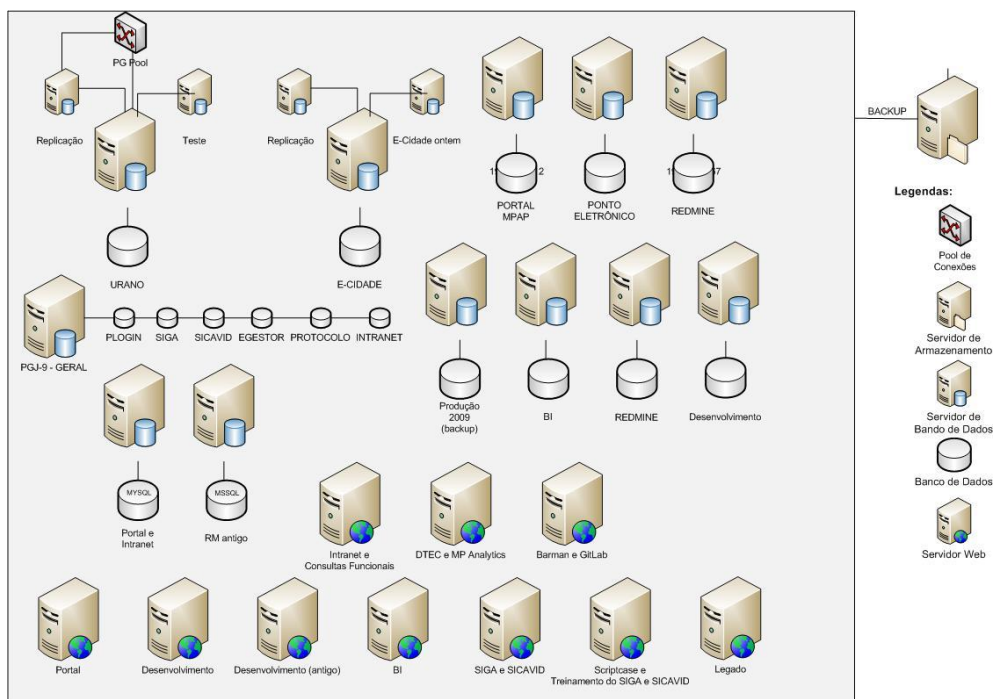 PG Pool
Replicação
Teste
Replicação
E-Cidade ontem
BACKUP
PORTAL
MPAP
PONTO
ELETRÔNICO
REDMINE
Legendas:
Pool de
Conexões
URANO
E-CIDADE
PLOGIN
SIGA
SICAVID
EGESTOR
PROTOCOLO
INTRANET
PGJ-9 - GERAL
Servidor de
Armazenamento
Produção
2009
(backup)
BI
REDMINE
Desenvolvimento
Servidor de
Bando de Dados
Banco de Dados
MYSQL
Portal e
Intranet
MSSQL
RM antigo
Intranet e
Consultas Funcionais
DTEC e MP Analytics
Barman e GitLab
Servidor Web
Portal
Desenvolvimento
Desenvolvimento (antigo)
BI
SIGA e SICAVID
Scriptcase e
Treinamento do SIGA e SICAVID
Legado